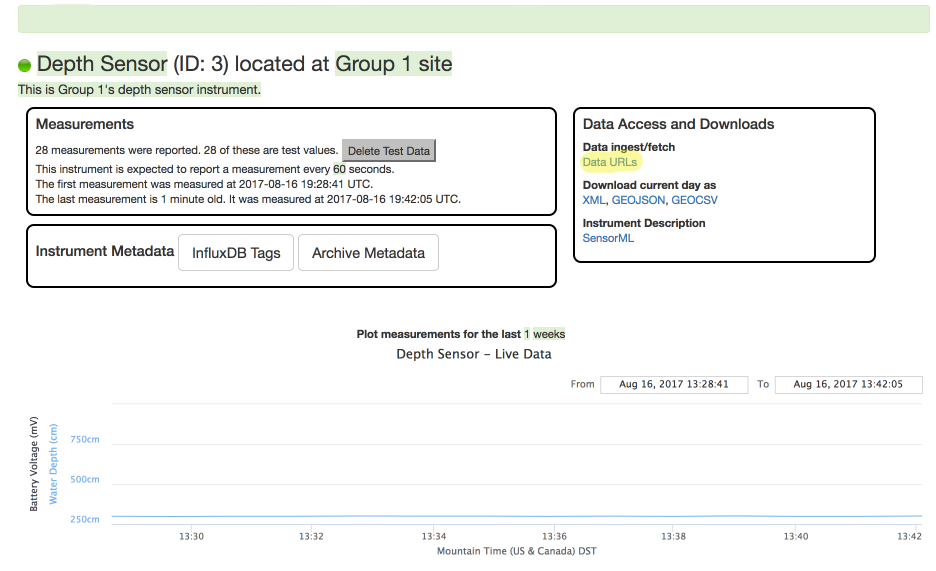 Depth Sensor (ID: 3) located at Group 1 site
This is Group 1's depth sensor instrument.
Measurements
28 measurements were reported. 28 of these are test values. Delete Test Data
This instrument is expected to report a measurement every 60 seconds.
The first measurement was measured at 2017-08-16 19:28:41 UTC.
The last measurement is 1 minute old. It was measured at 2017-08-16 19:42:05 UTC.
Instrument Metadata InfluxDB Tags Archive Metadata
Data Access and Downloads
Data ingest/fetch
Data URLs
Download current day as
XML, GEOJSON, GEOCSV
Instrument Description
SensorML
Plot measurements for the last 1 weeks
Depth Sensor - Live Data
From Aug 16, 2017 13:28:41 To Aug 16, 2017 13:42:05
Battery Voltage (mV)
Water Depth (cm)
750cm
500cm
250cm
13:30 13:32 13:34 13:36 13:38 13:40 13:42
Mountain Time (US & Canada) DST